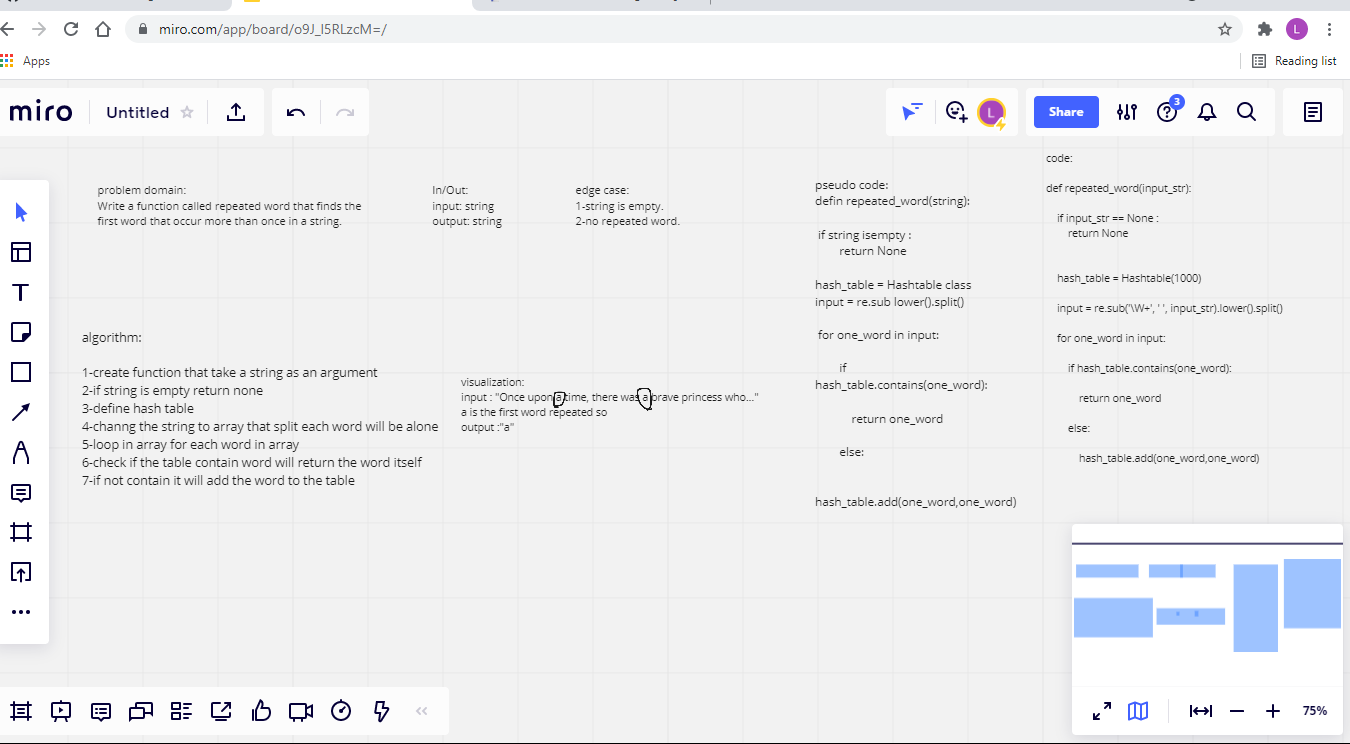 miro.com/app/board/o9J_l5RLzcM=/
L
Apps
Reading list
miro
Untitled
L
Share
3
problem domain:
Write a function called repeated word that finds the
first word that occur more than once in a string.
In/Out:
input: string
output: string
edge case:
1-string is empty.
2-no repeated word.
algorithm:
1-create function that take a string as an argument
2-if string is empty return none
3-define hash table
4-channg the string to array that split each word will be alone
5-loop in array for each word in array
6-check if the table contain word will return the word itself
7-if not contain it will add the word to the table
visualization:
input : "Once upon a time, there was a brave princess who..."
a is the first word repeated so
output :"a"
pseudo code:
defin repeated_word(string):
if string isempty :
return None
hash_table = Hashtable class
input = re.sub lower().split()
for one_word in input:
if
hash_table.contains(one_word):
return one_word
else:
hash_table.add(one_word,one_word)
code:
def repeated_word(input_str):
if input_str == None :
return None
hash_table = Hashtable(1000)
input = re.sub('\W+', ' ', input_str).lower().split()
for one_word in input:
if hash_table.contains(one_word):
return one_word
else:
hash_table.add(one_word,one_word)
75%